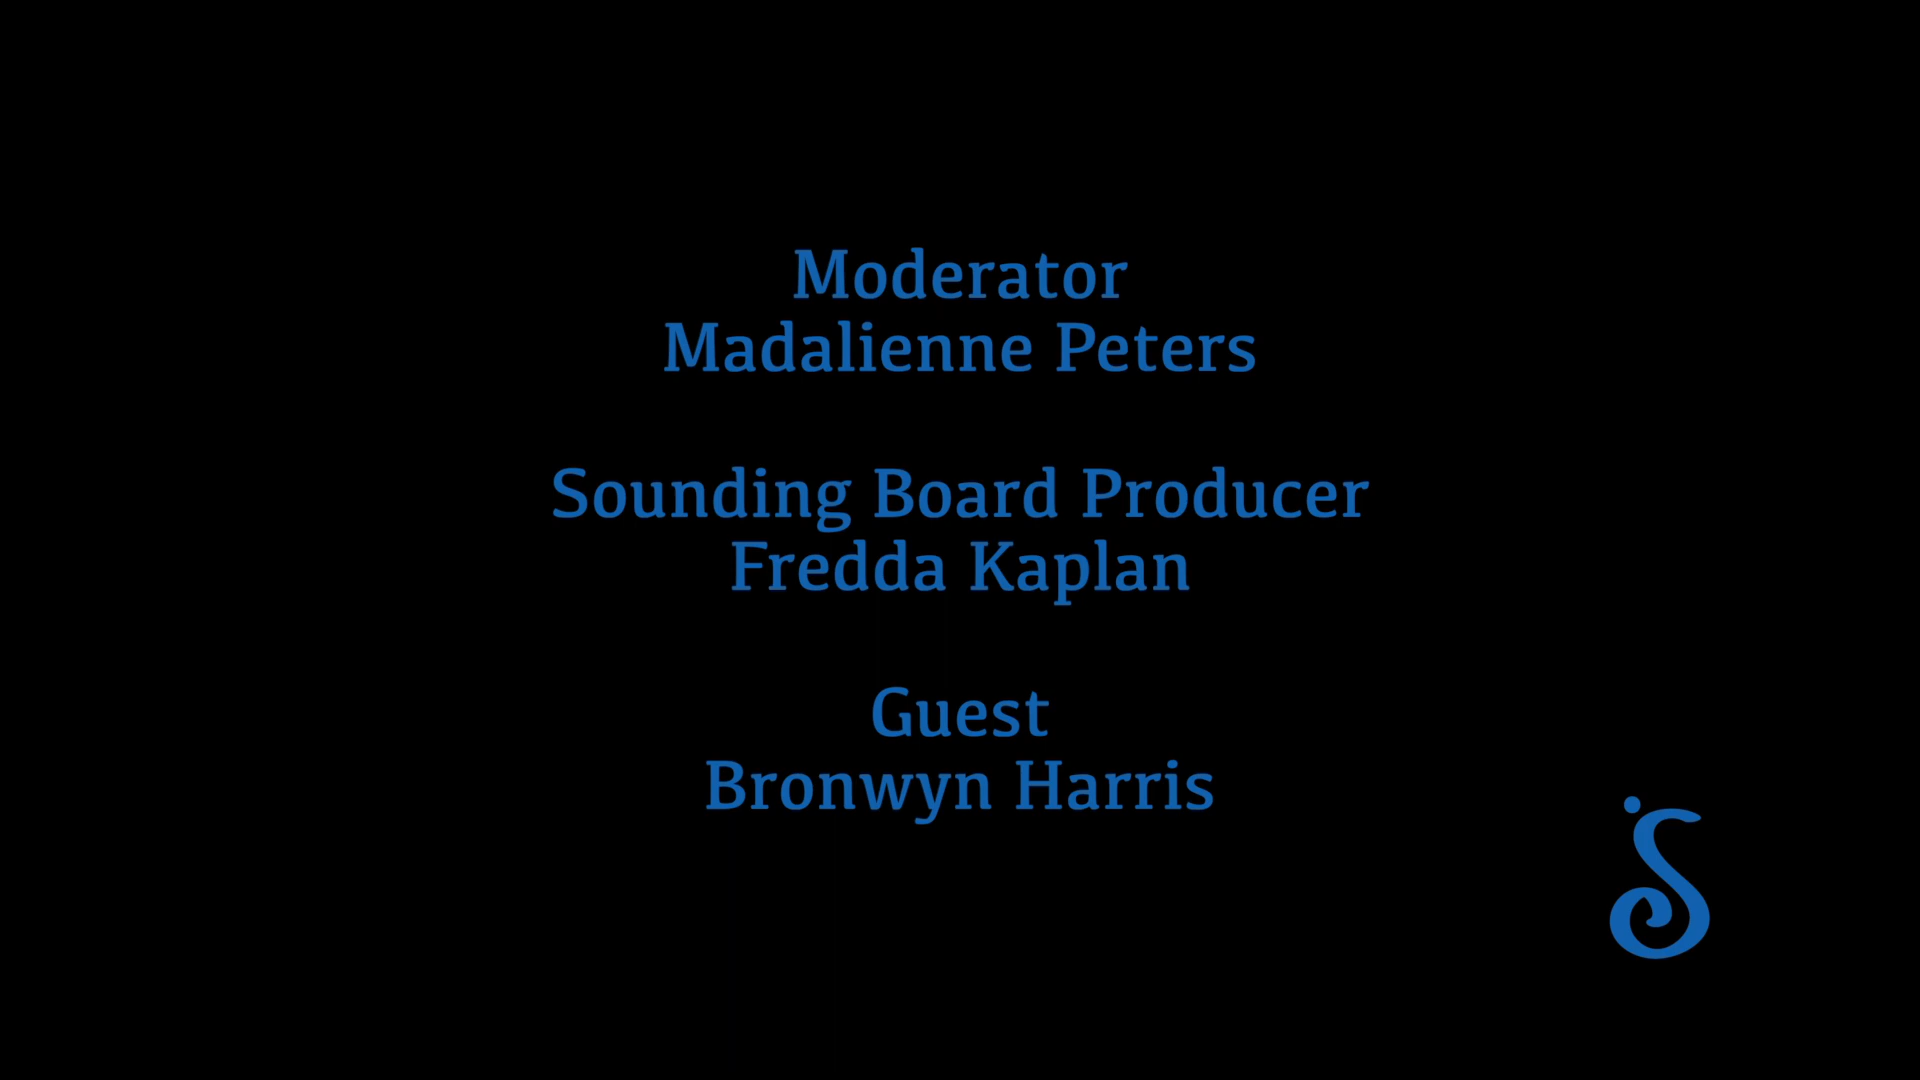 Moderator
Madalienne Peters
Sounding Board Producer
Fredda Kaplan
Guest
Bronwyn Harris
S